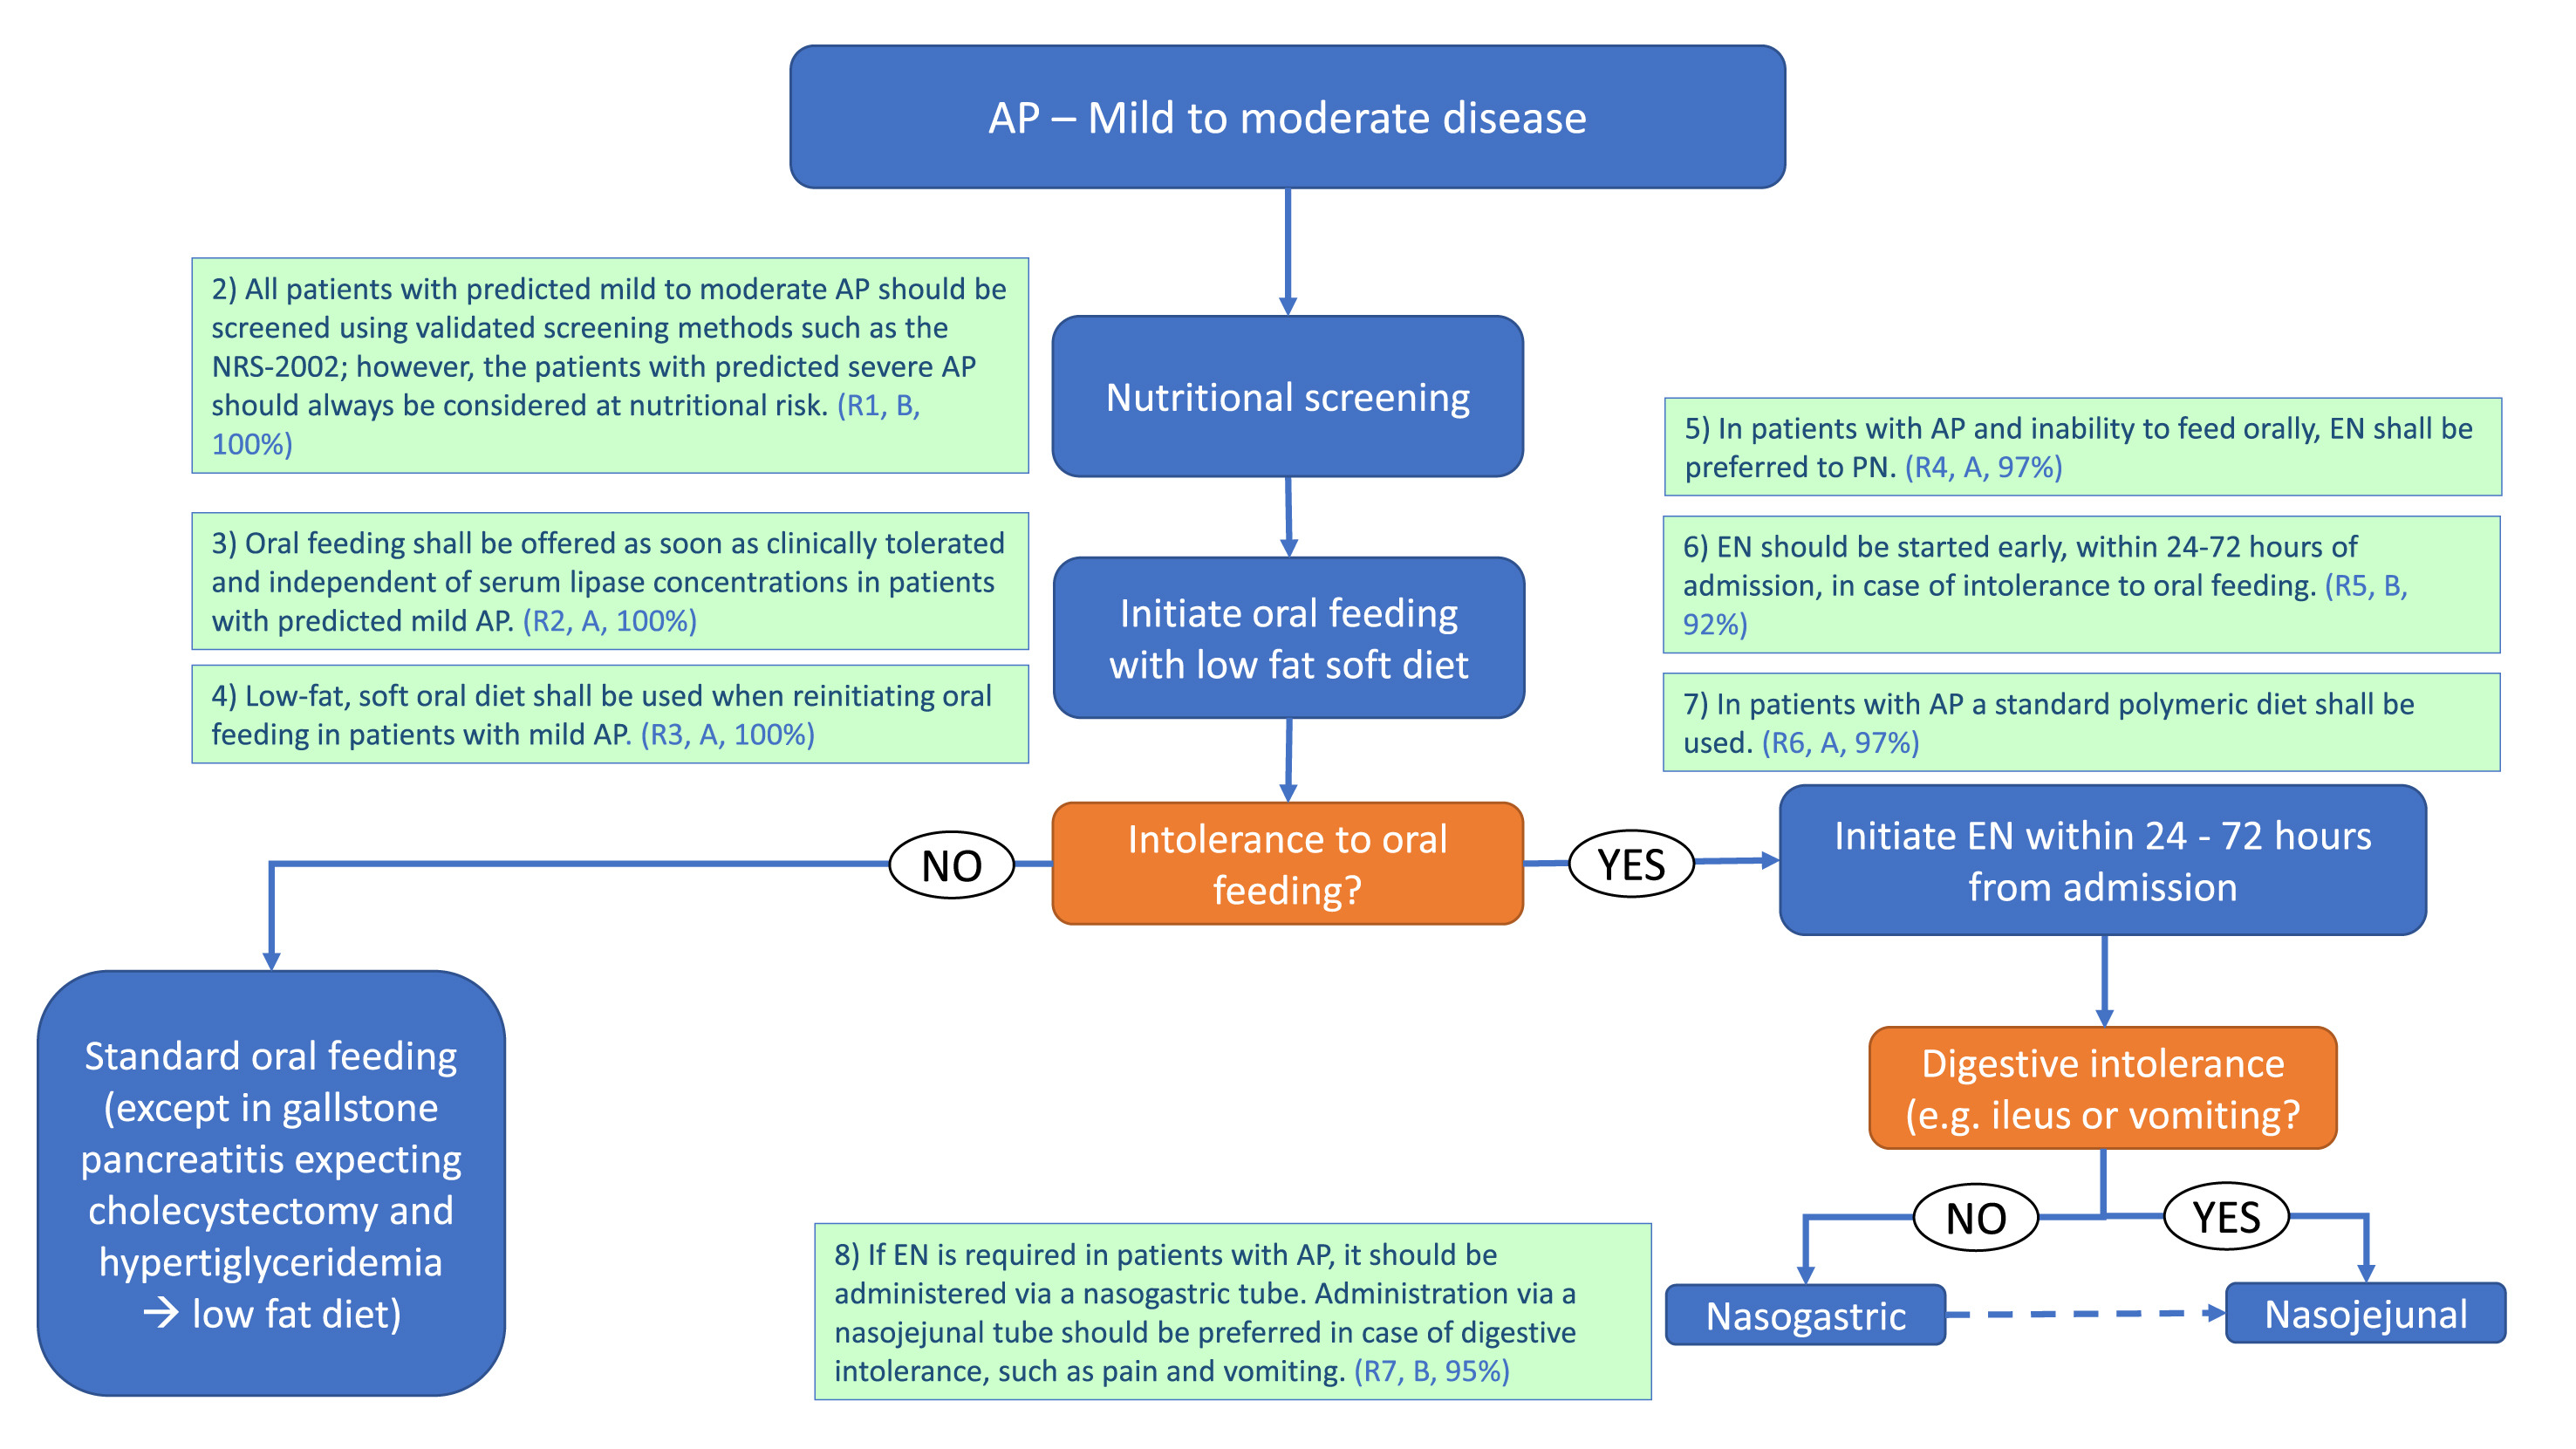 AP – Mild to moderate disease
2) All patients with predicted mild to moderate AP should be
screened using validated screening methods such as the
NRS-2002; however, the patients with predicted severe AP
should always be considered at nutritional risk. (R1, B,
100%)
Nutritional screening
3) Oral feeding shall be offered as soon as clinically tolerated
and independent of serum lipase concentrations in patients
with predicted mild AP. (R2, A, 100%)
4) Low-fat, soft oral diet shall be used when reinitiating oral
feeding in patients with mild AP. (R3, A, 100%)
Initiate oral feeding
with low fat soft diet
5) In patients with AP and inability to feed orally, EN shall be
preferred to PN. (R4, A, 97%)
6) EN should be started early, within 24-72 hours of
admission, in case of intolerance to oral feeding. (R5, B,
92%)
7) In patients with AP a standard polymeric diet shall be
used. (R6, A, 97%)
NO
Intolerance to oral
feeding?
YES
Initiate EN within 24 - 72 hours
from admission
Standard oral feeding
(except in gallstone
pancreatitis expecting
cholecystectomy and
hypertiglyceridemia
→ low fat diet)
Digestive intolerance
(e.g. ileus or vomiting?
NO
YES
8) If EN is required in patients with AP, it should be
administered via a nasogastric tube. Administration via a
nasojejunal tube should be preferred in case of digestive
intolerance, such as pain and vomiting. (R7, B, 95%)
Nasogastric
Nasojejunal